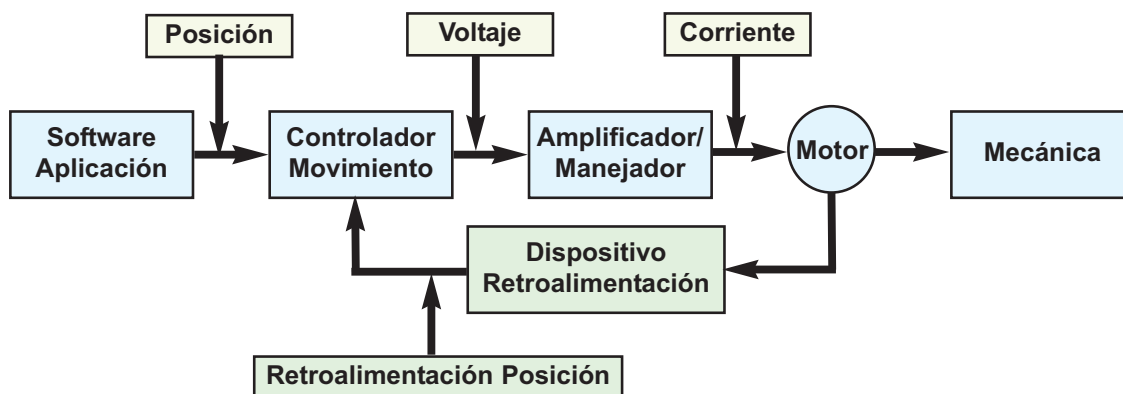 Posición
Voltaje
Corriente
Software
Aplicación
Controlador
Movimiento
Amplificador/
Manejador
Motor
Mecánica
Dispositivo
Retroalimentación
Retroalimentación Posición